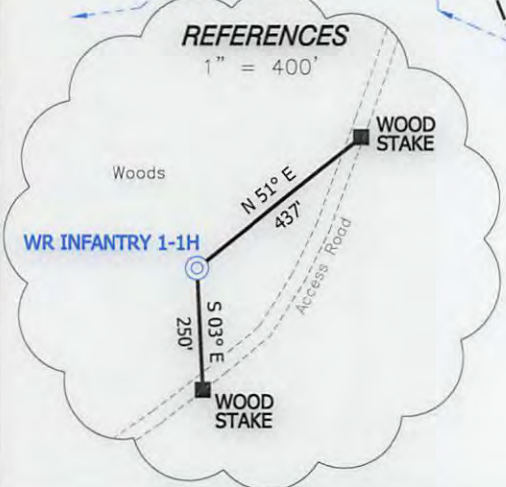 REFERENCES
1" = 400'
WOOD
STAKE
Woods
N 51° E
437'
WR INFANTRY 1-1H
Access Road
S 03° E
250'
WOOD
STAKE